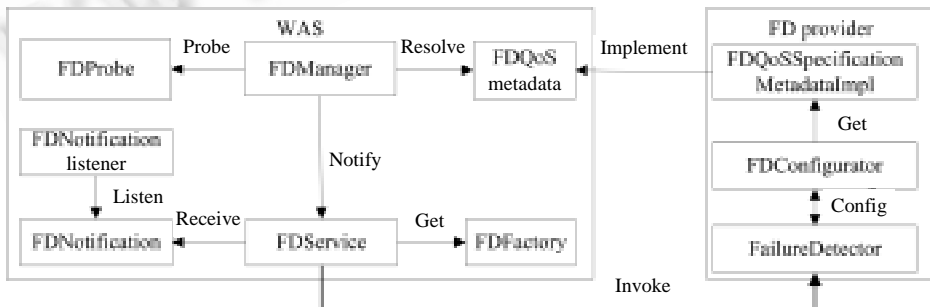 WAS
FD provider
Probe
Resolve
Implement
FDProbe
FDManager
FDQoS
metadata
FDQoSSpecification
MetadataImpl
Get
FDNotification
listener
Notify
FDConfigurator
Listen
Config
Receive
Get
FDNotification
FDService
FDFactory
FailureDetector
Invoke